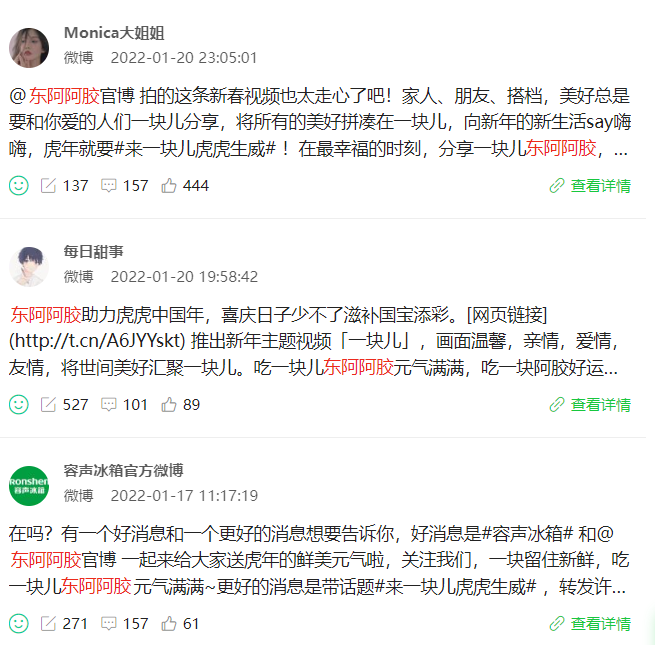 Monica大姐姐
微博 2022-01-20 23:05:01
@东阿阿胶官博 拍的这条新春视频也太走心了吧！家人、朋友、搭档，美好总是
要和你爱的人们一块儿分享，将所有的美好拼凑在一块儿，向新年的新生活say嗨
嗨，虎年就要#来一块儿虎虎生威#！在最幸福的时刻，分享一块儿东阿阿胶，...
137 157 444 查看详情
每日甜事
微博 2022-01-20 19:58:42
东阿阿胶助力虎虎中国年，喜庆日子少不了滋补国宝添彩。[网页链接]
(http://t.cn/A6JYYskt) 推出新年主题视频「一块儿」，画面温馨，亲情，爱情，
友情，将世间美好汇聚一块儿。吃一块儿东阿阿胶元气满满，吃一块阿胶好运...
527 101 89 查看详情
容声冰箱官方微博
Ronshen
容声冰箱
微博 2022-01-17 11:17:19
在吗？有一个好消息和一个更好的消息想要告诉你，好消息是#容声冰箱# 和@
东阿阿胶官博 一起来给大家送虎年的鲜美元气啦，关注我们，一块留住新鲜，吃
一块儿东阿阿胶元气满满~更好的消息是带话题#来一块儿虎虎生威# ，转发许...
271 157 61 查看详情